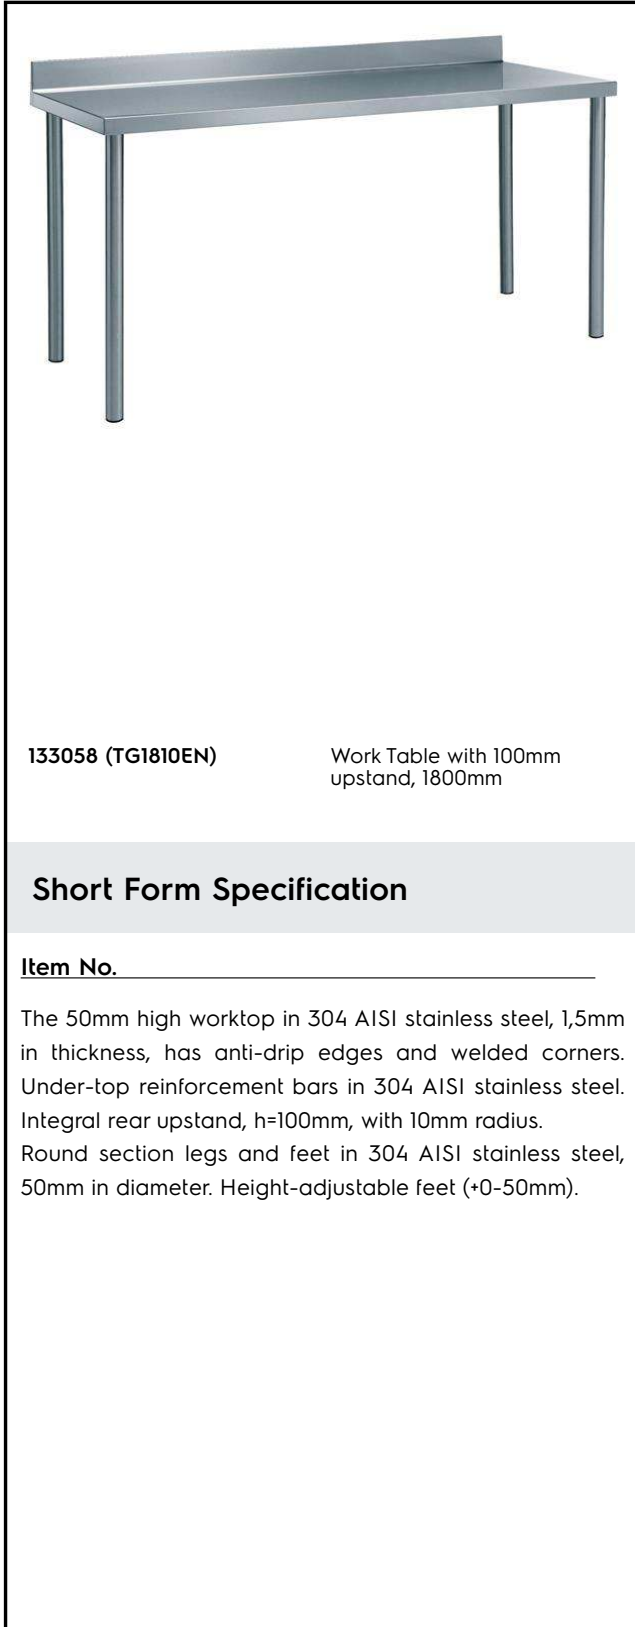 133058 (TG1810EN)
Work Table with 100mm
upstand, 1800mm
Short Form Specification
Item No.
The 50mm high worktop in 304 AISI stainless steel, 1,5mm
in thickness, has anti-drip edges and welded corners.
Under-top reinforcement bars in 304 AISI stainless steel.
Integral rear upstand, h=100mm, with 10mm radius.
Round section legs and feet in 304 AISI stainless steel,
50mm in diameter. Height-adjustable feet (+0-50mm).